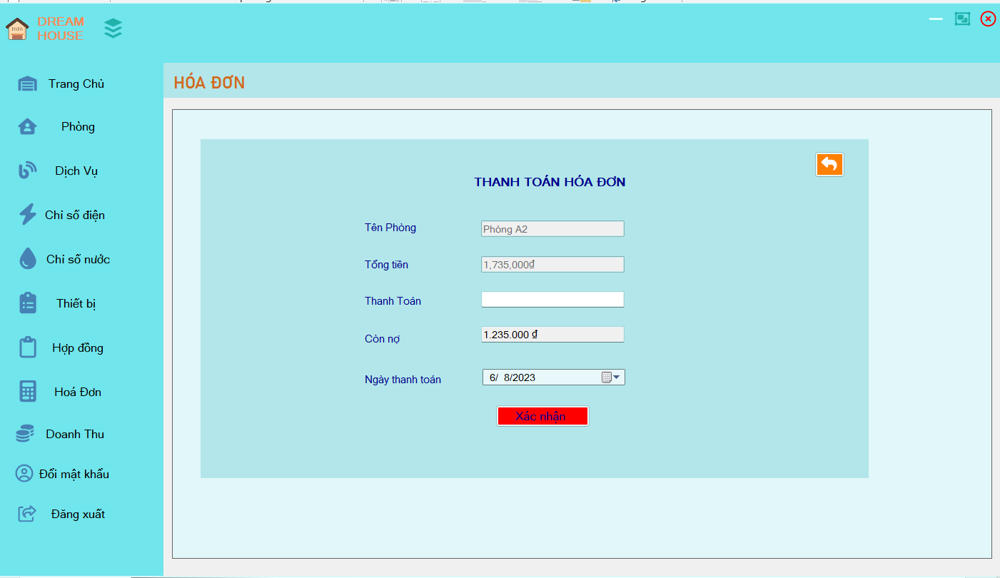 DREAM
HOUSE
Trang Chủ
Phòng
Dịch Vụ
Chỉ số điện
Chỉ số nước
Thiết bị
Hợp đồng
Hoá Đơn
Doanh Thu
Đổi mật khẩu
Đăng xuất
HÓA ĐƠN
THANH TOÁN HÓA ĐƠN
Tên Phòng
Phòng A2
Tổng tiền
1,735,000₫
Thanh Toán
Còn nợ
1.235.000 ₫
Ngày thanh toán
6/ 8/2023
Xác nhận